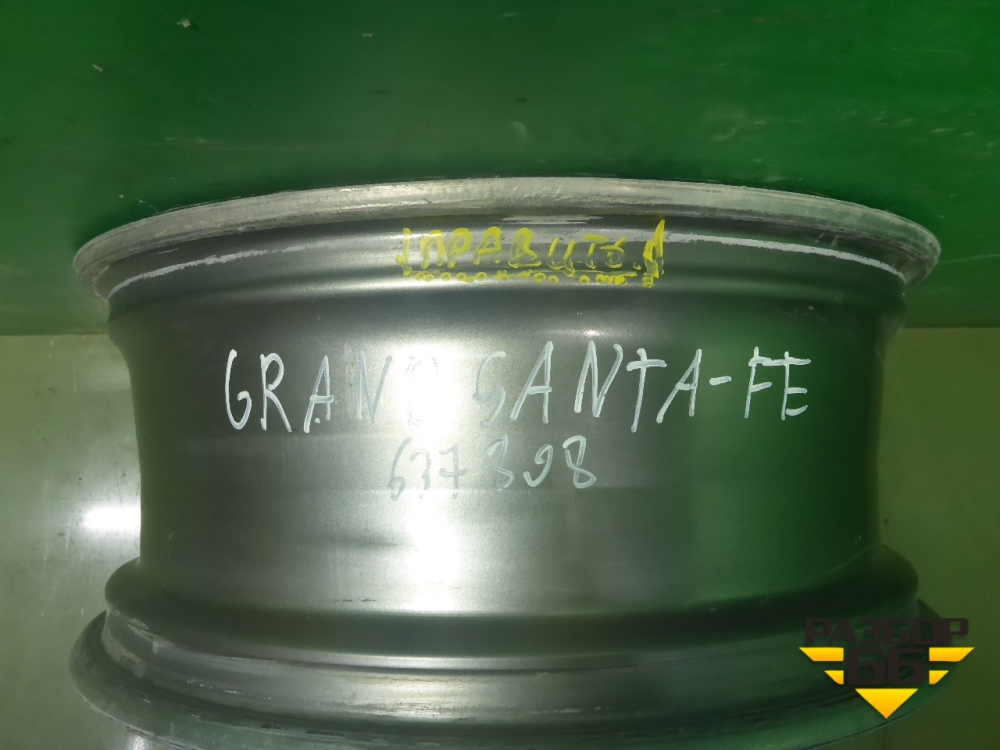 ПРАВИТЬ.
GRAND SANTA-FE
637898
РАЗБОР
66